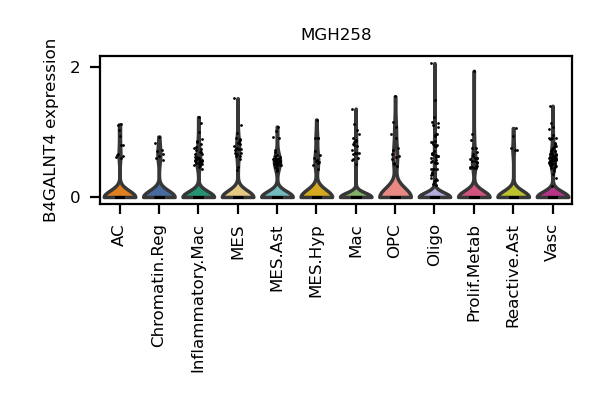 MGH258
B4GALNT4 expression
2
0
AC
Chromatin.Reg
Inflammatory.Mac
MES
MES.Ast
MES.Hyp
Mac
OPC
Oligo
Prolif.Metab
Reactive.Ast
Vasc